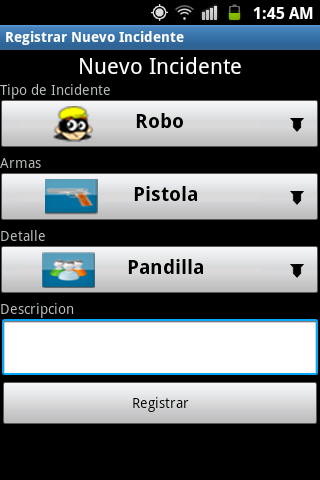 1:45 AM
Registrar Nuevo Incidente
Nuevo Incidente
Tipo de Incidente
Robo
Armas
Pistola
Detalle
Pandilla
Descripcion
Registrar